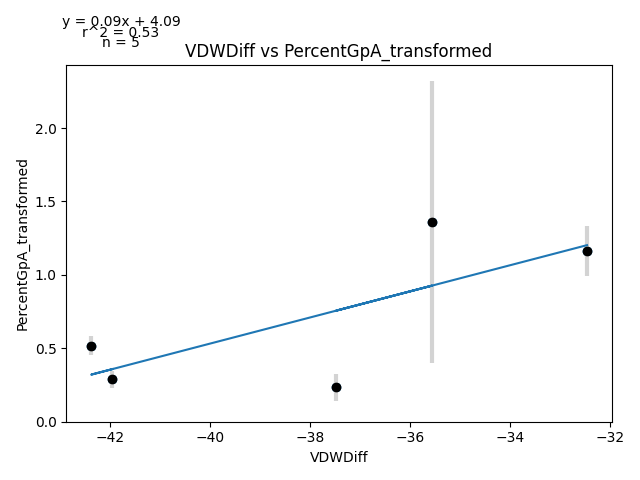 y = 0.09x + 4.09
r^2 = 0.53
n = 5
VDWDiff vs PercentGpA_transformed
2.0
1.5
1.0
0.5
0.0
PercentGpA_transformed
−42
−40
−38
−36
−34
−32
VDWDiff